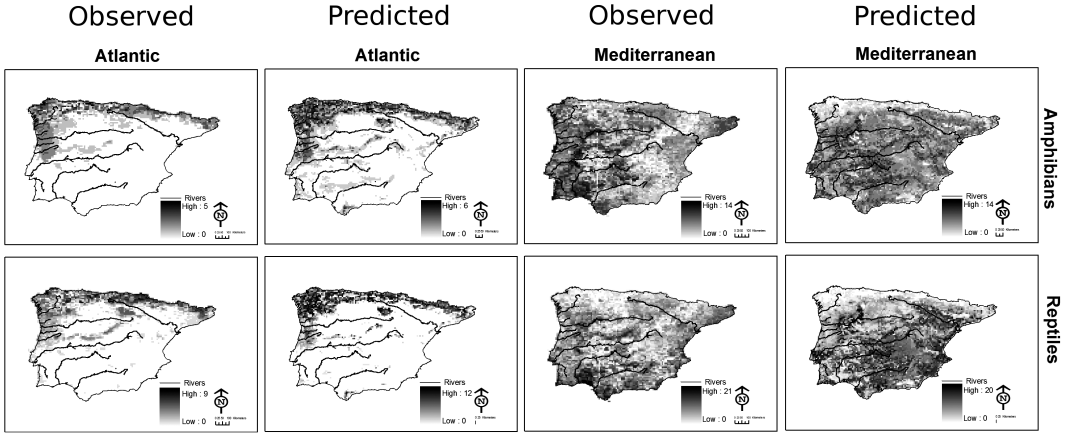 Observed Predicted Observed Predicted
Atlantic Atlantic Mediterranean Mediterranean
Rivers
High : 5
Low : 0
N
Rivers
High : 6
Low : 0
N
Rivers
High : 14
Low : 0
N
Rivers
High : 14
Low : 0
N
Amphibians
Rivers
High : 9
Low : 0
N
Rivers
High : 12
Low : 0
N
Rivers
High : 21
Low : 0
N
Rivers
High : 20
Low : 0
N
Reptiles